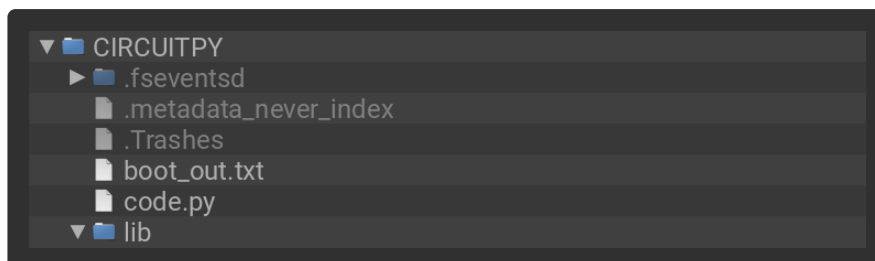 CIRCUITPY
.fseventsd
.metadata_never_index
.Trashes
boot_out.txt
code.py
lib